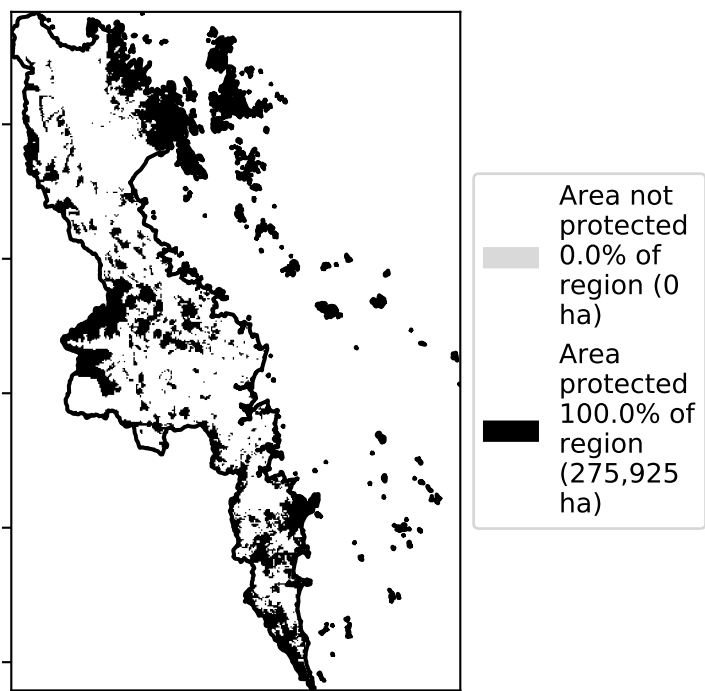 Area not
protected
0.0% of
region (0
ha)
Area
protected
100.0% of
region
(275,925
ha)